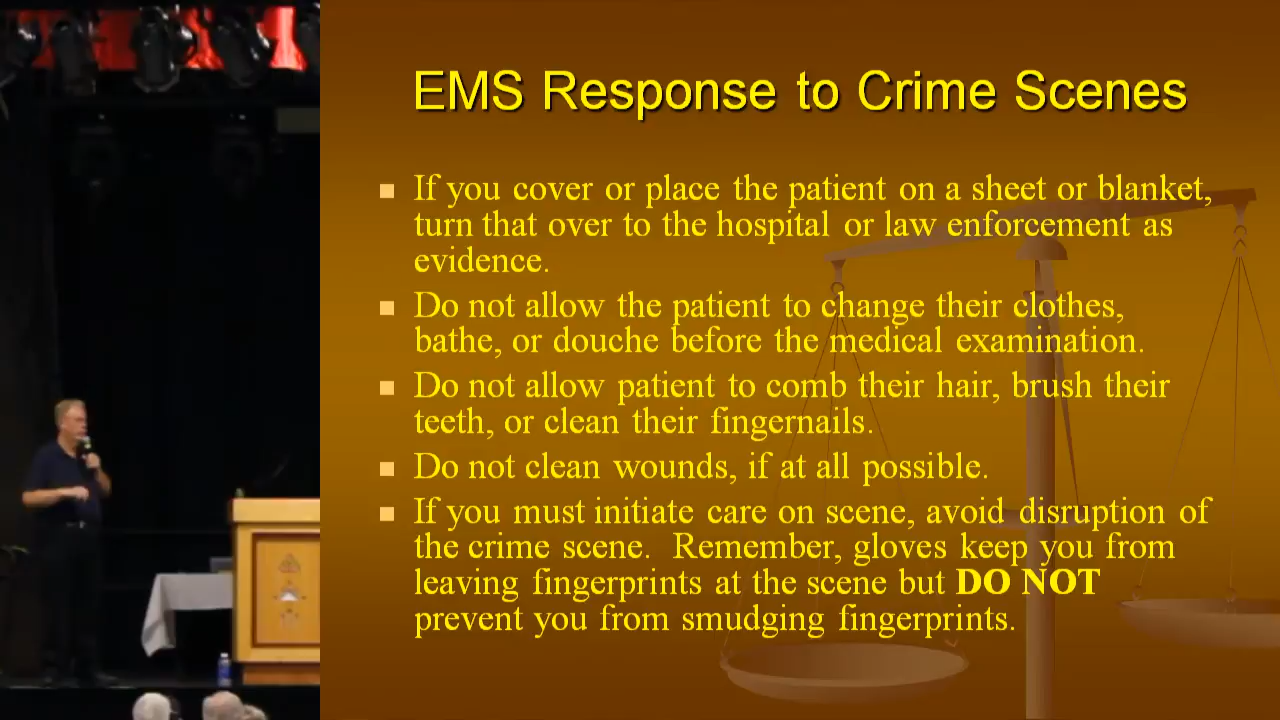 EMS Response to Crime Scenes
If you cover or place the patient on a sheet or blanket,
turn that over to the hospital or law enforcement as
evidence.
Do not allow the patient to change their clothes,
bathe, or douche before the medical examination.
Do not allow patient to comb their hair, brush their
teeth, or clean their fingernails.
Do not clean wounds, if at all possible.
If you must initiate care on scene, avoid disruption of
the crime scene.  Remember, gloves keep you from
leaving fingerprints at the scene but DO NOT
prevent you from smudging fingerprints.